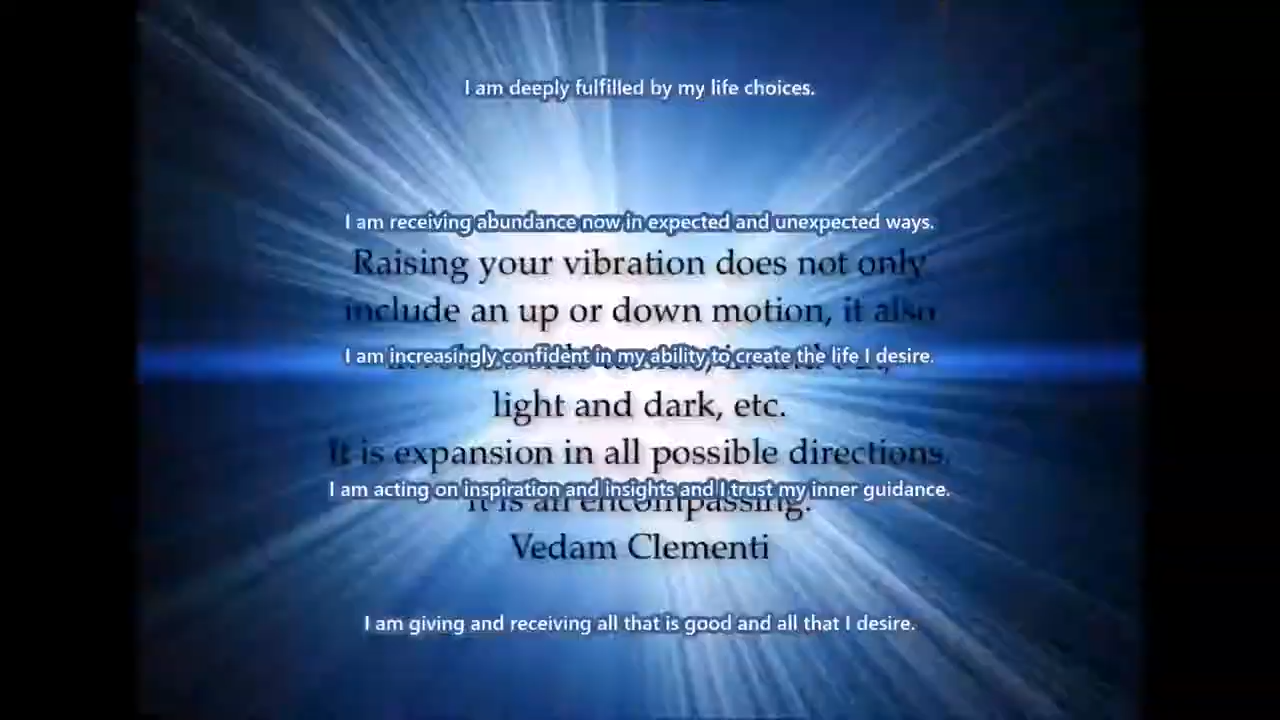 I am deeply fulfilled by my life choices.
I am receiving abundance now in expected and unexpected ways.
Raising your vibration does not only
include an up or down motion, it also
I am increasingly confident in my ability to create the life I desire.
light and dark, etc.
It is expansion in all possible directions.
I am acting on inspiration and insights and I trust my inner guidance.
It is an encompassing.
Vedam Clementi
I am giving and receiving all that is good and all that I desire.